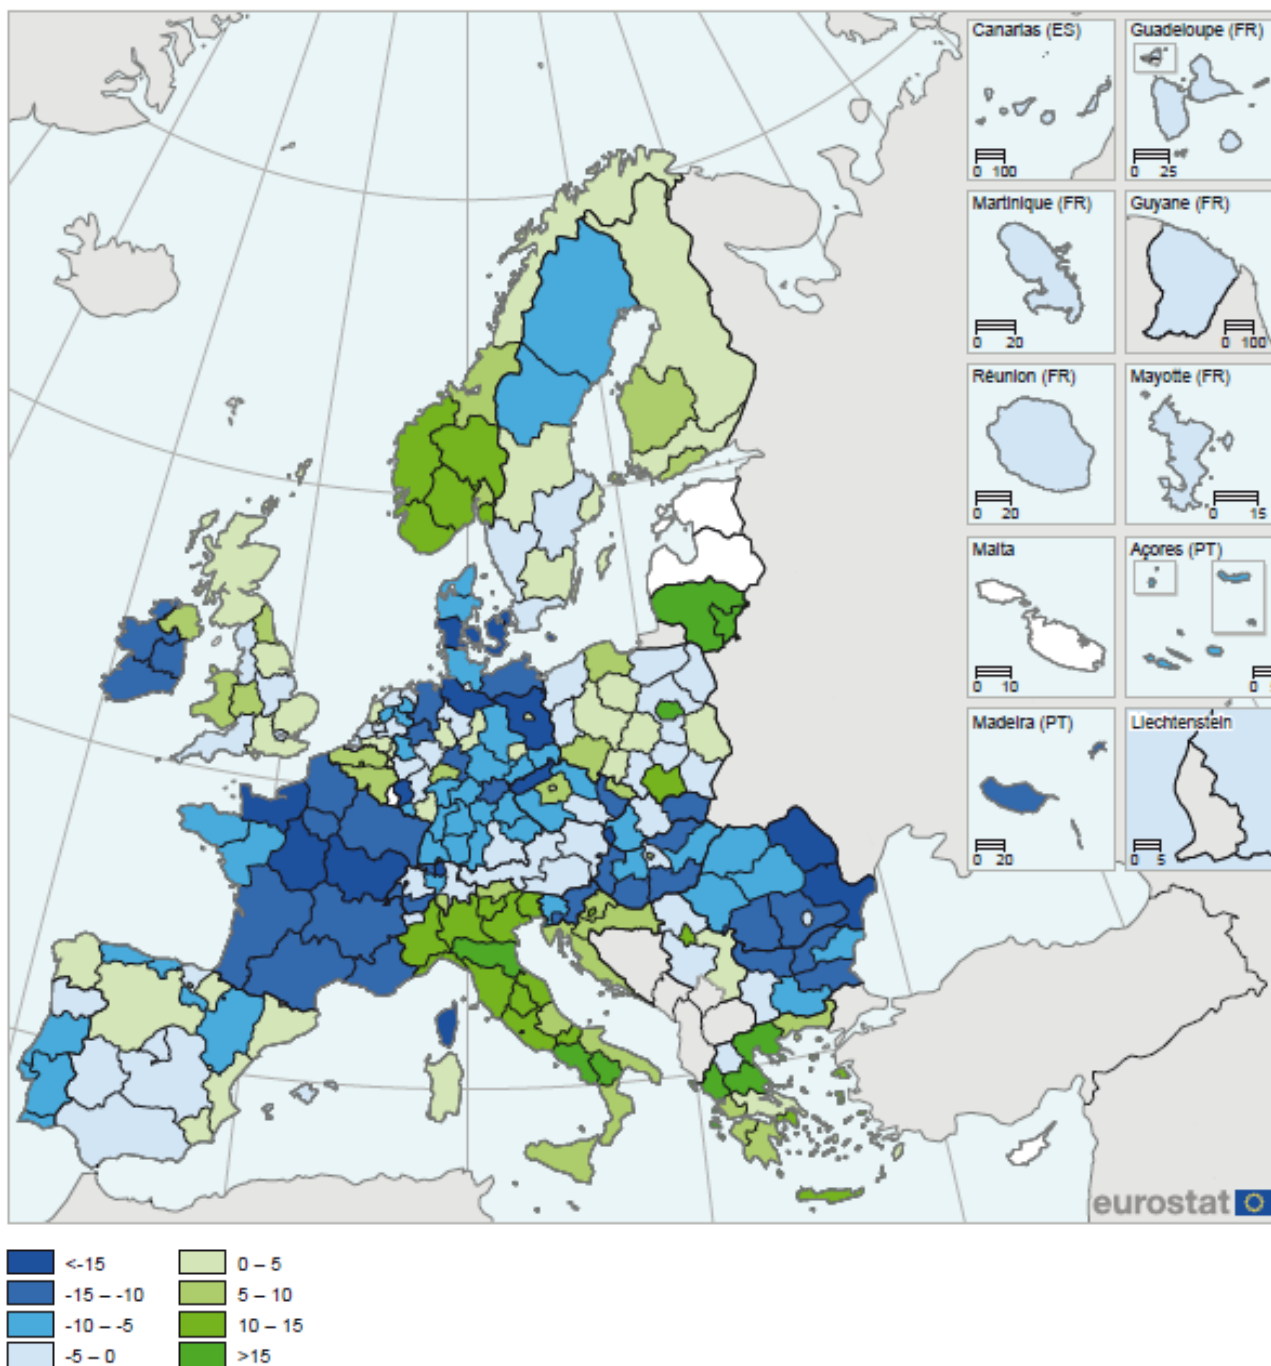 Canarias (ES)
0 100
Guadeloupe (FR)
0 25
Martinique (FR)
0 20
Guyane (FR)
0 100
Réunion (FR)
0 20
Mayotte (FR)
0 15
Malta
0 10
Açores (PT)
0
Madeira (PT)
0 20
Liechtenstein
0 5
eurostat
<-15
-15 – -10
-10 – -5
-5 – 0
0 – 5
5 – 10
10 – 15
>15